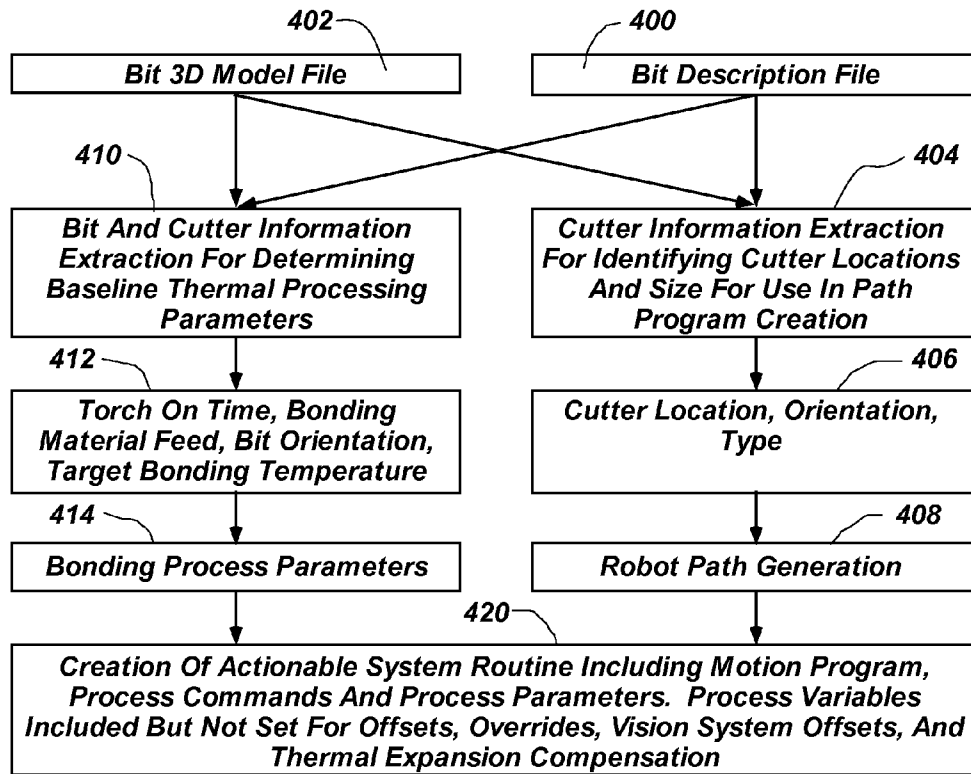 402
400
Bit 3D Model File
Bit Description File
410
404
Bit And Cutter Information
Extraction For Determining
Baseline Thermal Processing
Parameters
Cutter Information Extraction
For Identifying Cutter Locations
And Size For Use In Path
Program Creation
412
406
Torch On Time, Bonding
Material Feed, Bit Orientation,
Target Bonding Temperature
Cutter Location, Orientation,
Type
414
408
Bonding Process Parameters
Robot Path Generation
420
Creation Of Actionable System Routine Including Motion Program,
Process Commands And Process Parameters. Process Variables
Included But Not Set For Offsets, Overrides, Vision System Offsets, And
Thermal Expansion Compensation